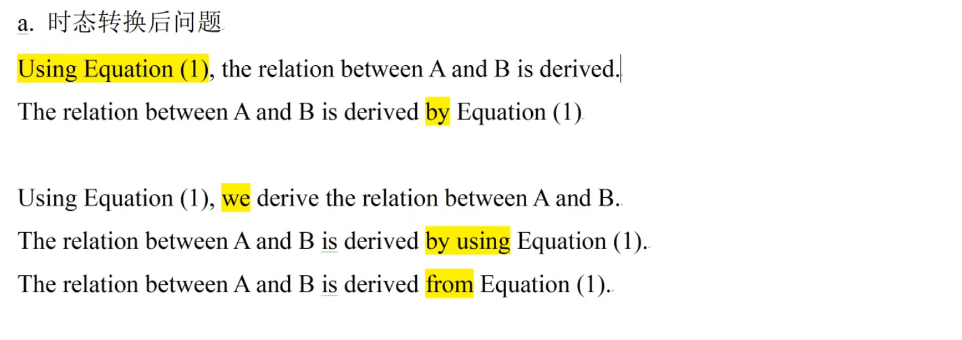 a. 时态转换后问题
Using Equation (1), the relation between A and B is derived.
The relation between A and B is derived by Equation (1)
Using Equation (1), we derive the relation between A and B.
The relation between A and B is derived by using Equation (1).
The relation between A and B is derived from Equation (1).